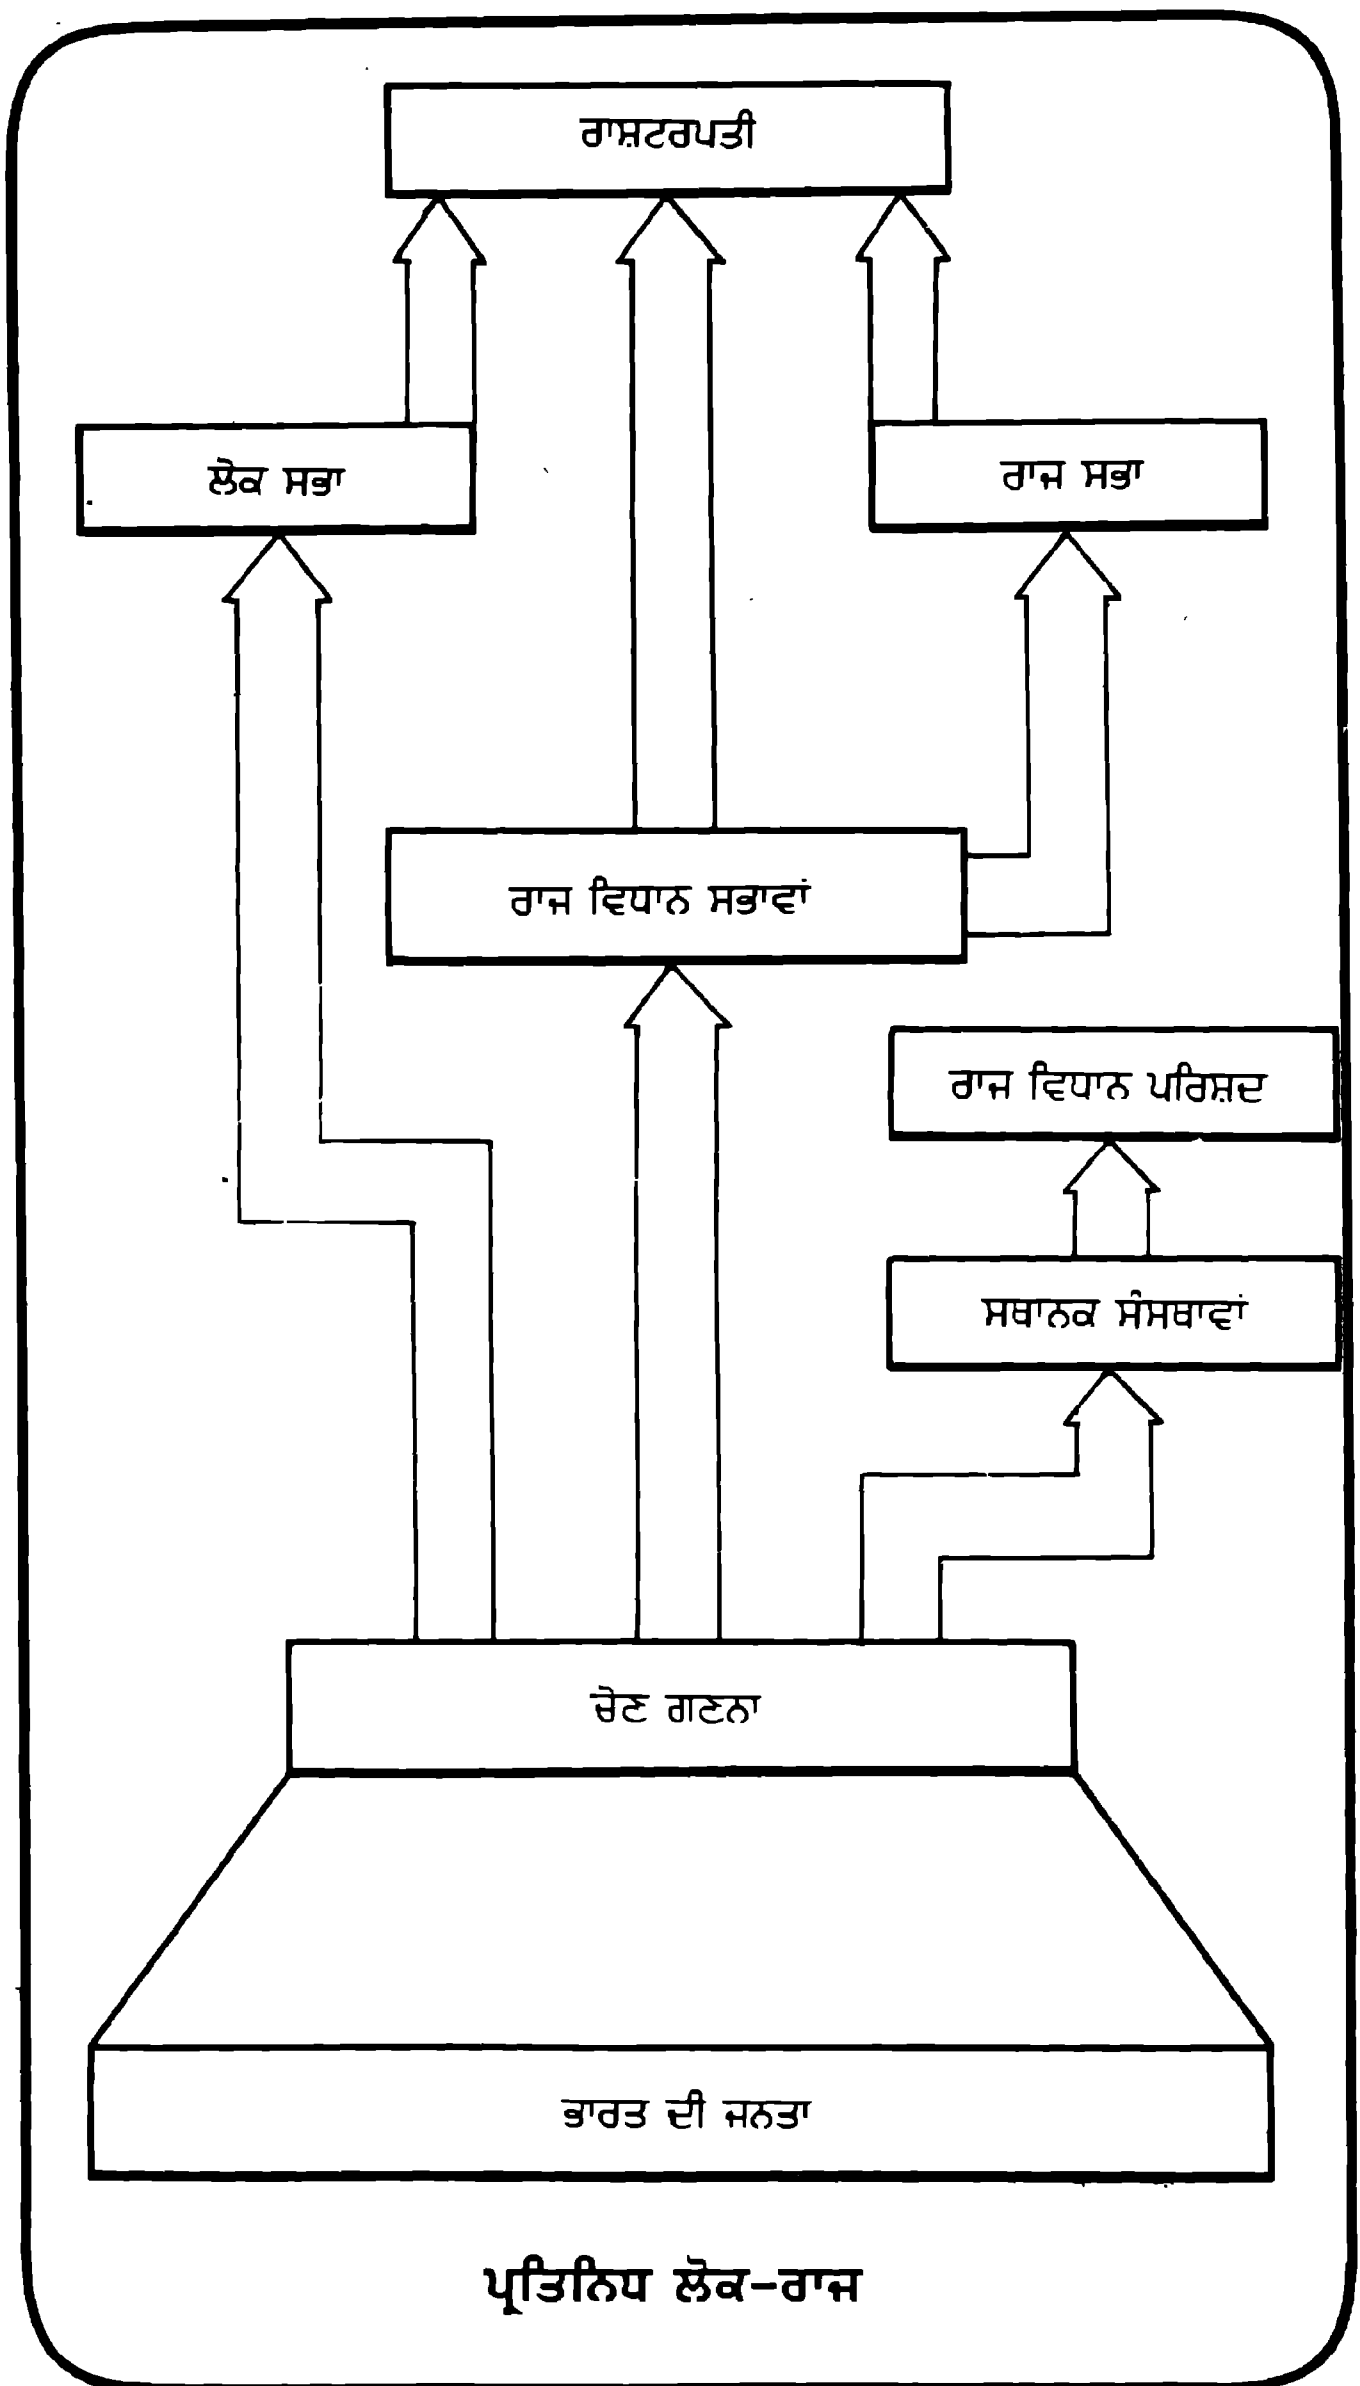 ਰਾਸ਼ਟਰਪਤੀ
ਲੋਕ ਸਭਾ
ਰਾਜ ਸਭਾ
ਰਾਜ ਵਿਧਾਨ ਸਭਾਵਾਂ
ਰਾਜ ਵਿਧਾਨ ਪਰਿਸ਼ਦ
ਸਥਾਨਕ ਸੰਸਥਾਵਾਂ
ਚੋਣ ਗਣਨਾ
ਭਾਰਤ ਦੀ ਜਨਤਾ
ਪ੍ਰਤਿਨਿਧ ਲੋਕ-ਰਾਜ